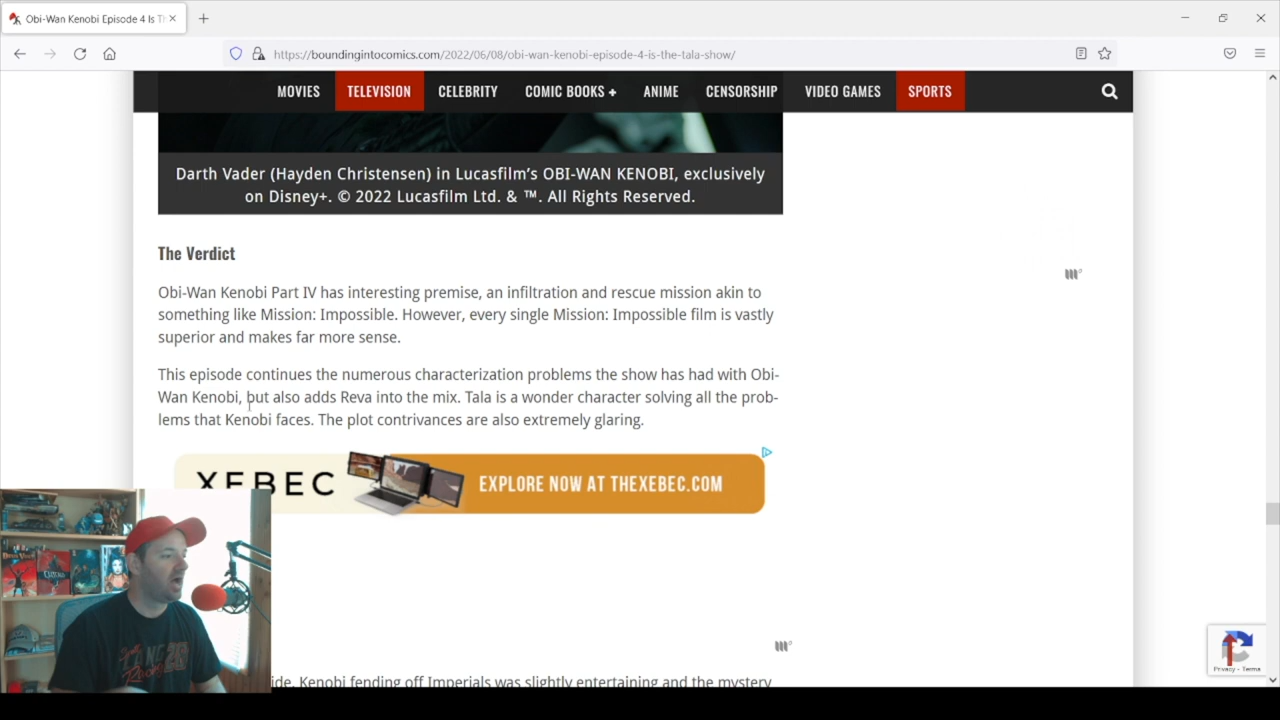 Obi-Wan Kenobi Episode 4 Is Th
https://boundingintocomics.com/2022/06/08/obi-wan-kenobi-episode-4-is-the-tala-show/
MOVIES TELEVISION CELEBRITY COMIC BOOKS + ANIME CENSORSHIP VIDEO GAMES SPORTS
Darth Vader (Hayden Christensen) in Lucasfilm's OBI-WAN KENOBI, exclusively
on Disney+. © 2022 Lucasfilm Ltd. & ™. All Rights Reserved.
The Verdict
Obi-Wan Kenobi Part IV has interesting premise, an infiltration and rescue mission akin to
something like Mission: Impossible. However, every single Mission: Impossible film is vastly
superior and makes far more sense.
This episode continues the numerous characterization problems the show has had with Obi-
Wan Kenobi, but also adds Reva into the mix. Tala is a wonder character solving all the prob-
lems that Kenobi faces. The plot contrivances are also extremely glaring.
XEBEC EXPLORE NOW AT THEXEBEC.COM
Privacy - Terms
ide. Kenobi fending off Imperials was slightly entertaining and the mystery